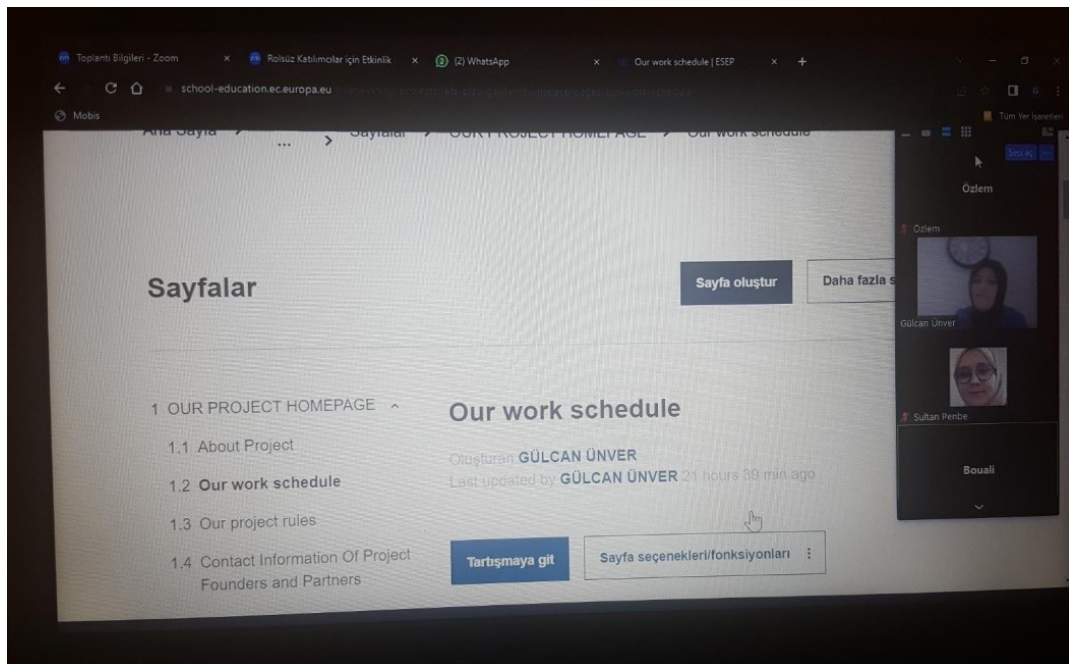 Toplantı Bilgileri - Zoom
Rolsüz Katılımcılar için Etkinlik
(2) WhatsApp
Our work schedule | ESEP
school-education.ec.europa.eu
Mobis
Tüm Yer İşaretleri
Ana Sayfa
...
Sayfalar
OUR PROJECT HOMEPAGE
Our work schedule
Sesi aç
Özlem
Özlem
Gülcan Ünver
Sultan Penbe
Bouali
Sayfalar
Sayfa oluştur
Daha fazla s
1 OUR PROJECT HOMEPAGE
1.1 About Project
1.2 Our work schedule
1.3 Our project rules
1.4 Contact Information Of Project
Founders and Partners
Our work schedule
Oluşturan GÜLCAN ÜNVER
Last updated by GÜLCAN ÜNVER 21 hours 39 min ago
Tartışmaya git
Sayfa seçenekleri/fonksiyonları